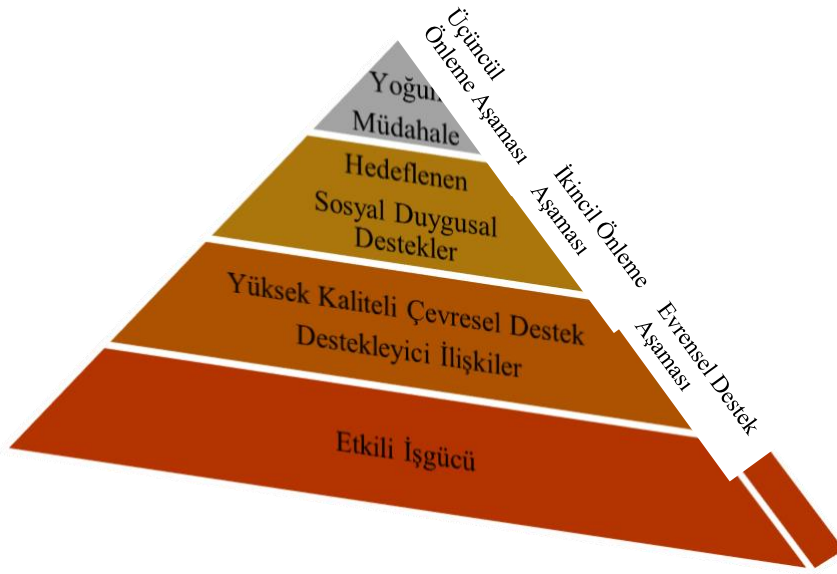 Üçüncül
Önleme Aşaması
Yoğun
Müdahale
İkincil Önleme
Aşaması
Hedeflenen
Sosyal Duygusal
Destekler
Evrensel Destek
Aşaması
Yüksek Kaliteli Çevresel Destek
Destekleyici İlişkiler
Etkili İşgücü